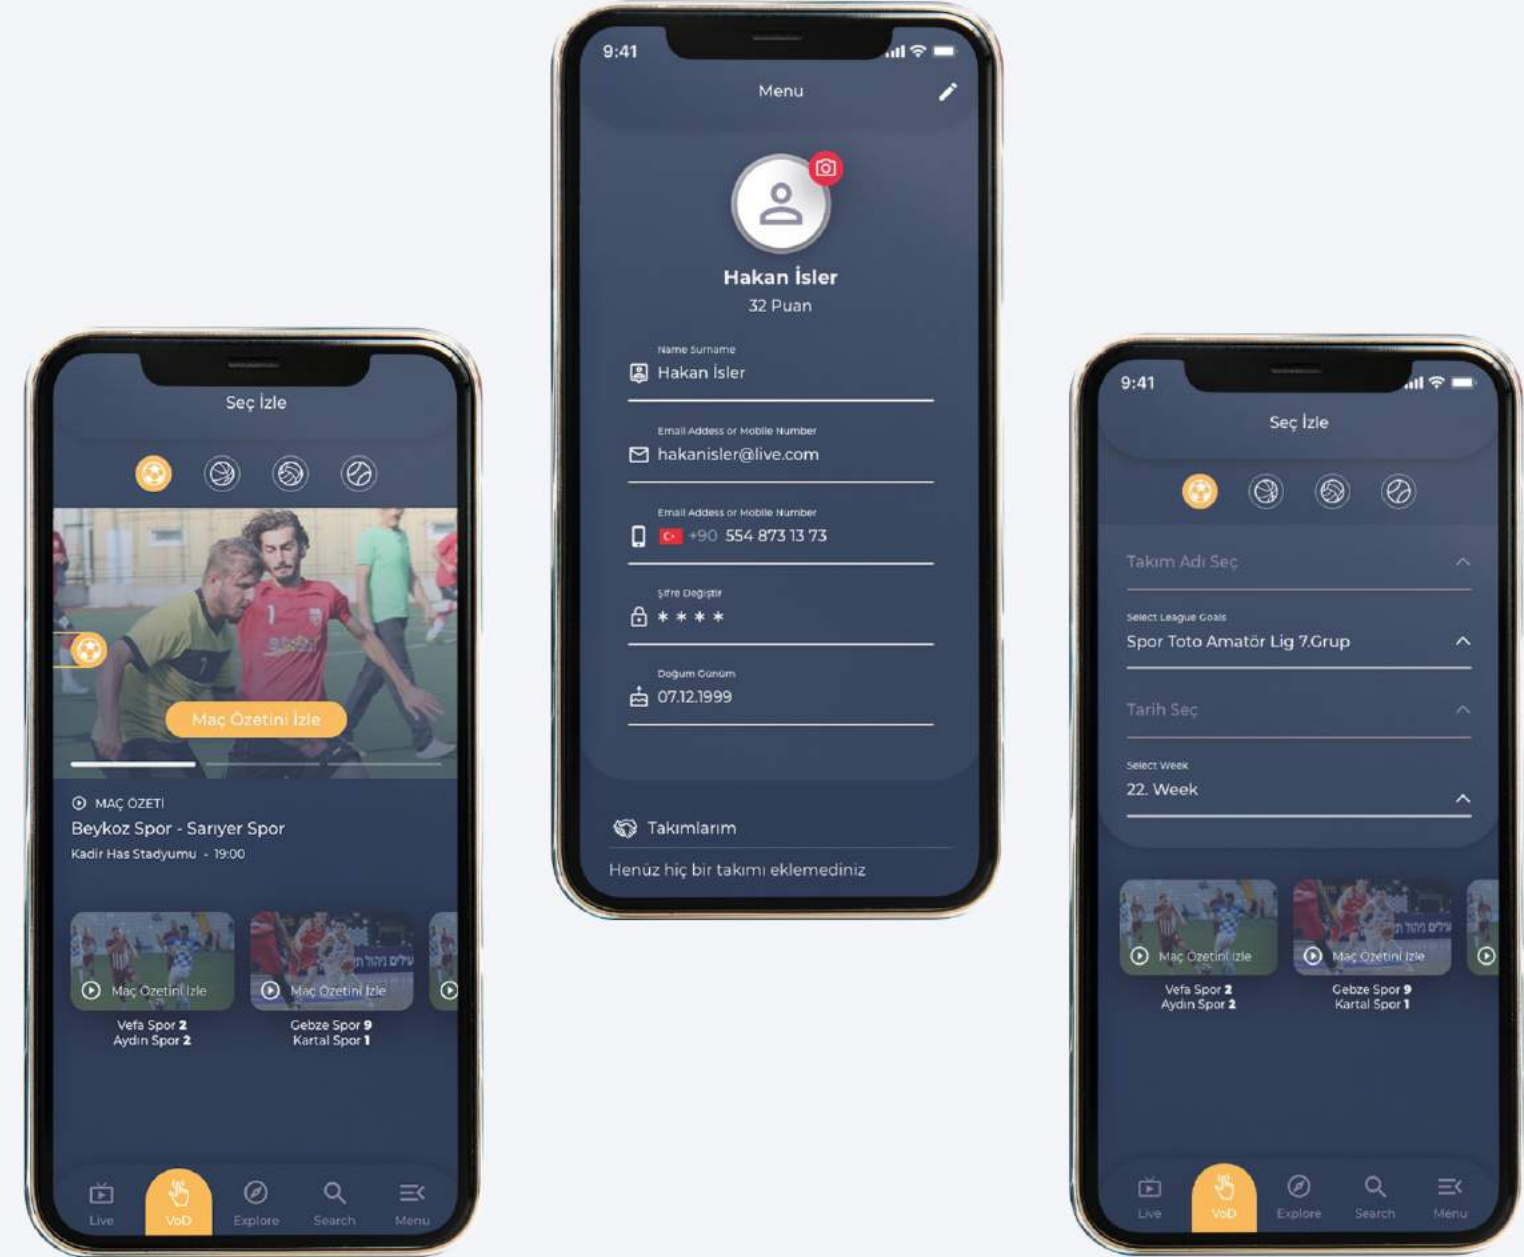 Seç İzle
Maç Özetini İzle
MAÇ ÖZETİ
Beykoz Spor - Sarıyer Spor
Kadir Has Stadyumu - 19:00
Maç Özetini İzle
Maç Özetini İzle
Vefa Spor 2
Aydın Spor 2
Gebze Spor 9
Kartal Spor 1
Live
VoD
Explore
Search
Menu
9:41
Menu
Hakan İsler
32 Puan
Name Surname
Hakan İsler
Email Addess or Mobile Number
hakanisler@live.com
Email Addess or Mobile Number
+90 554 873 13 73
Şifre Değiştir
* * * *
Doğum Günüm
07.12.1999
Takımlarım
Henüz hiç bir takımı eklemediniz
9:41
Seç İzle
Takım Adı Seç
Select League Goals
Spor Toto Amatör Lig 7.Grup
Tarih Seç
Select Week
22. Week
Maç Özetini İzle
Maç Özetini İzle
Vefa Spor 2
Aydın Spor 2
Gebze Spor 9
Kartal Spor 1
Live
VoD
Explore
Search
Menu